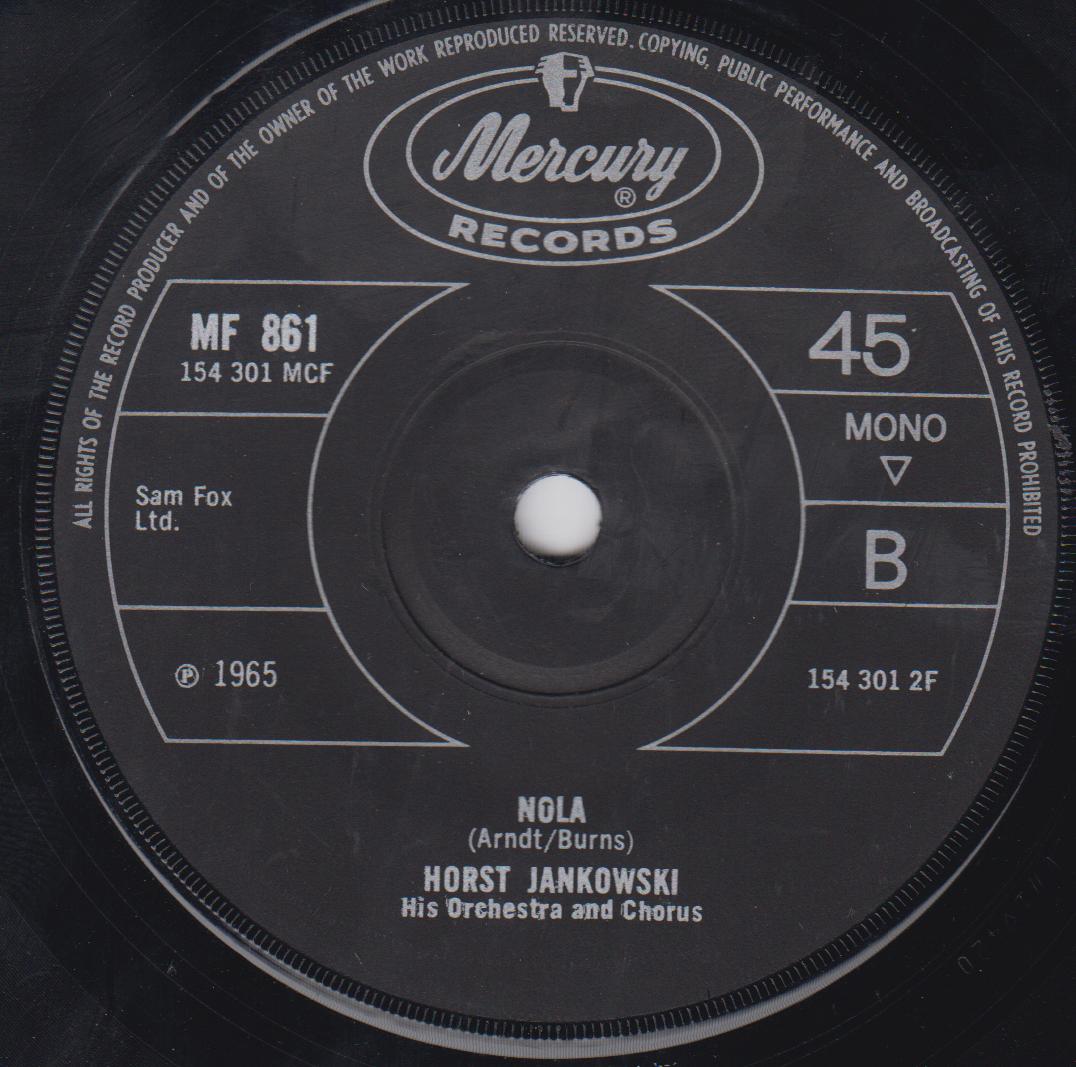 ALL RIGHTS OF THE RECORD PRODUCER AND OF THE OWNER OF THE WORK REPRODUCED RESERVED. COPYING, PUBLIC PERFORMANCE AND BROADCASTING OF THIS RECORD PROHIBITED
Mercury
®
RECORDS
MF 861
154 301 MCF
45
MONO
▽
Sam Fox
Ltd.
B
℗ 1965
154 301 2F
NOLA
(Arndt/Burns)
HORST JANKOWSKI
His Orchestra and Chorus